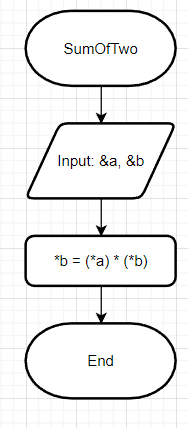 SumOfTwo
Input: &a, &b
*b = (*a) * (*b)
End